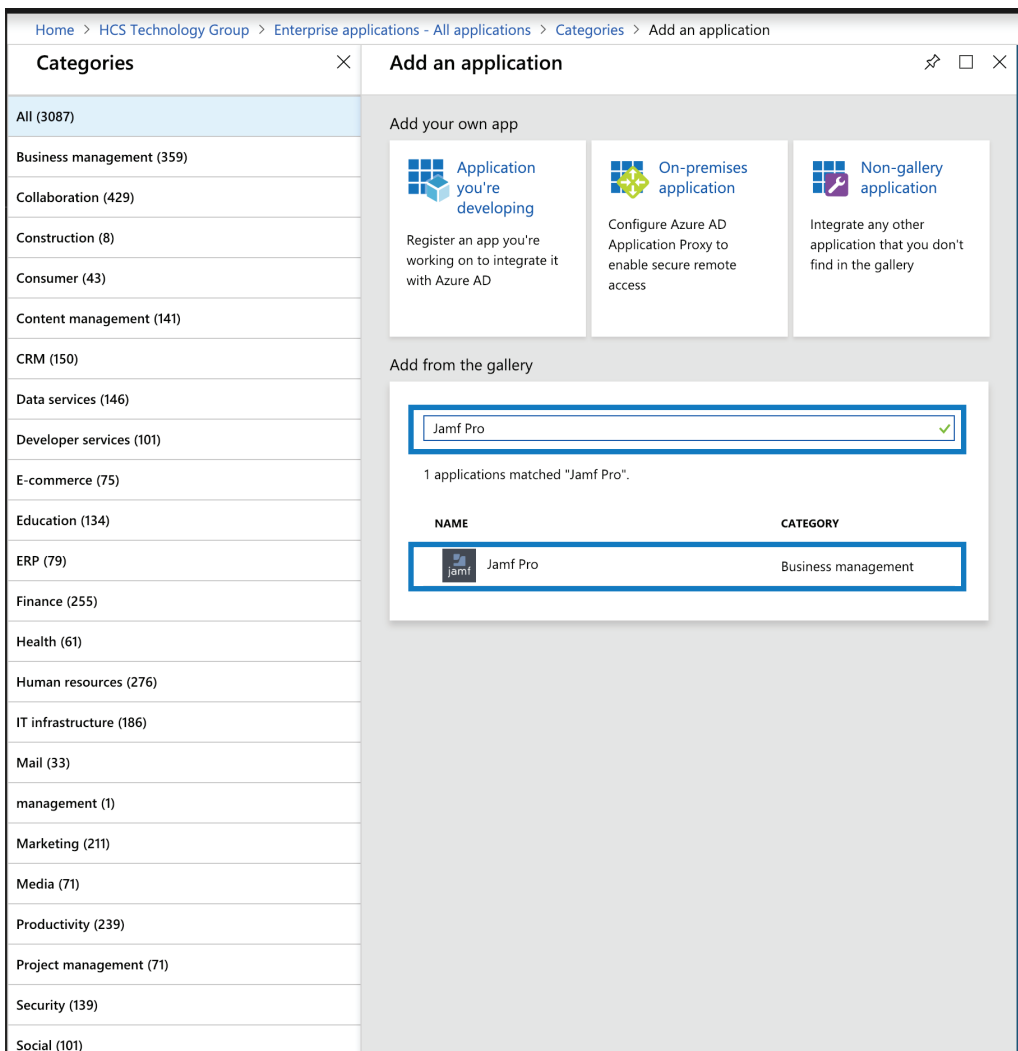 Home > HCS Technology Group > Enterprise applications - All applications > Categories > Add an application
Categories
All (3087)
Business management (359)
Collaboration (429)
Construction (8)
Consumer (43)
Content management (141)
CRM (150)
Data services (146)
Developer services (101)
E-commerce (75)
Education (134)
ERP (79)
Finance (255)
Health (61)
Human resources (276)
IT infrastructure (186)
Mail (33)
management (1)
Marketing (211)
Media (71)
Productivity (239)
Project management (71)
Security (139)
Social (101)
Add an application
Add your own app
Application
you're
developing
Register an app you're
working on to integrate it
with Azure AD
On-premises
application
Configure Azure AD
Application Proxy to
enable secure remote
access
Non-gallery
application
Integrate any other
application that you don't
find in the gallery
Add from the gallery
Jamf Pro
1 applications matched "Jamf Pro".
NAME CATEGORY
jamf Jamf Pro Business management